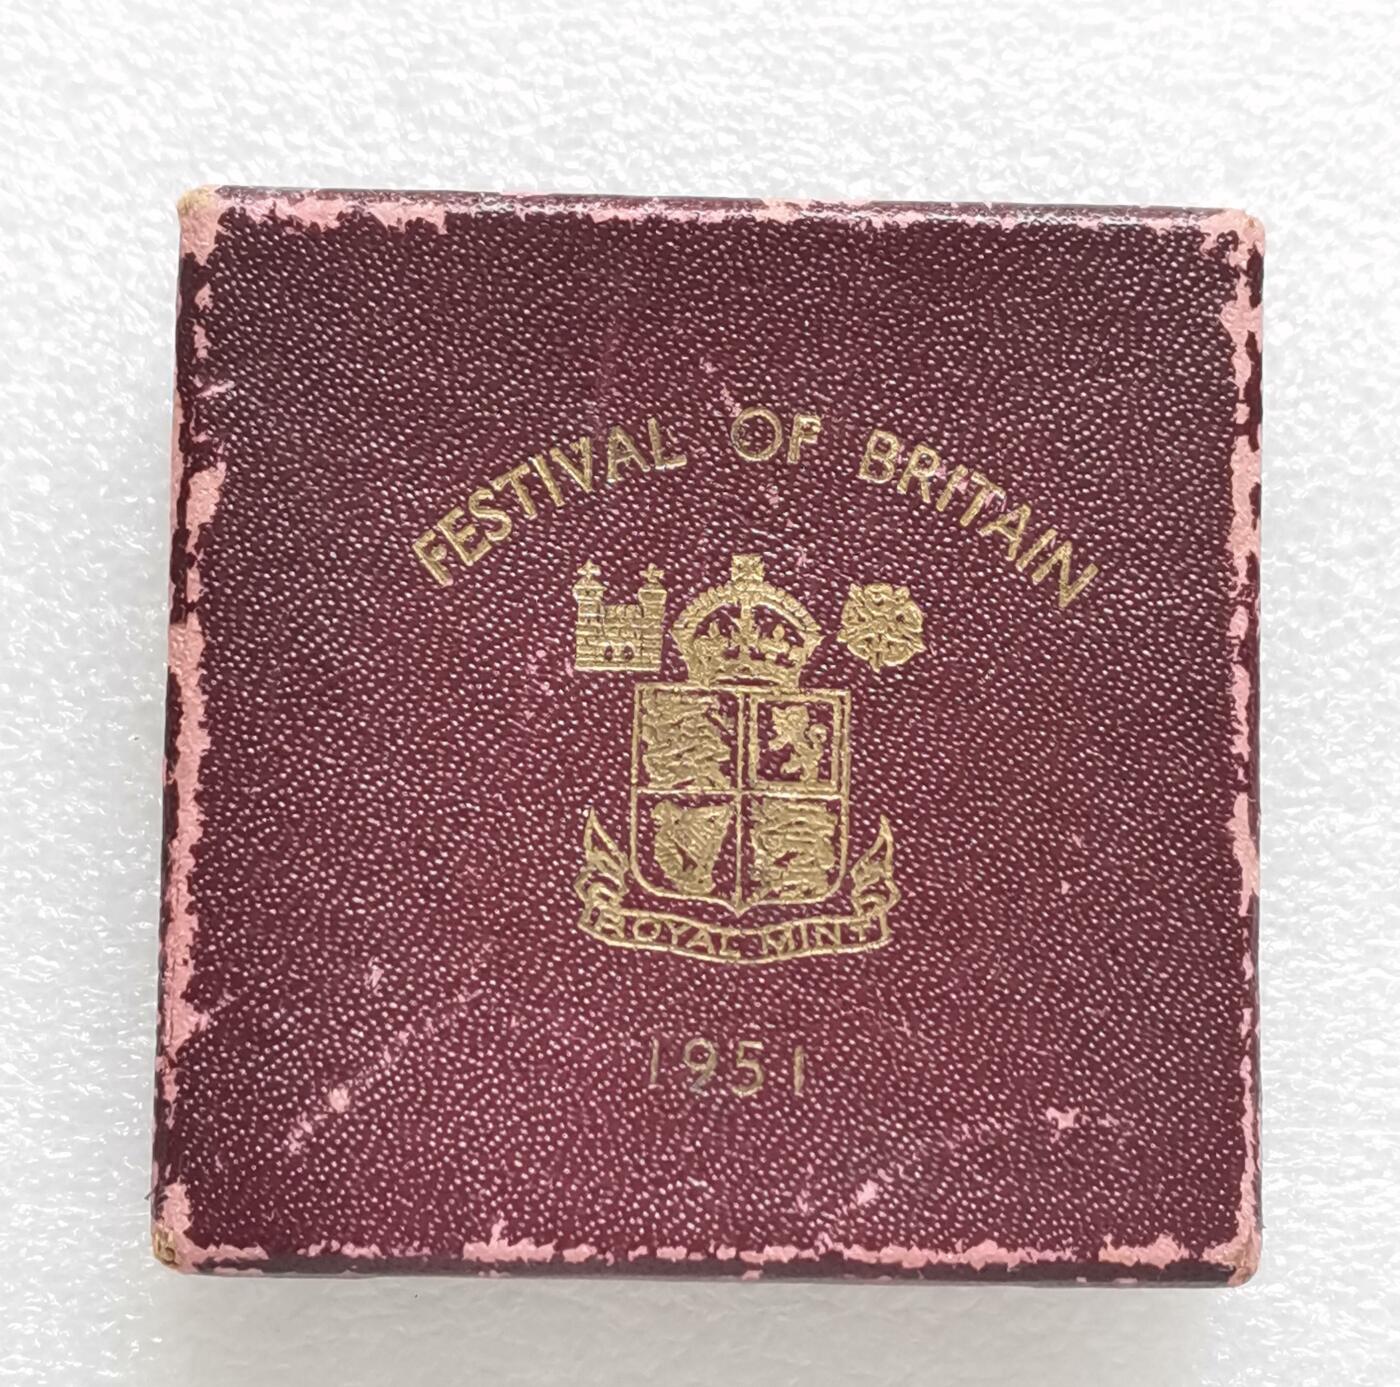 FESTIVAL OF BRITAIN
ROYAL MINT
1951